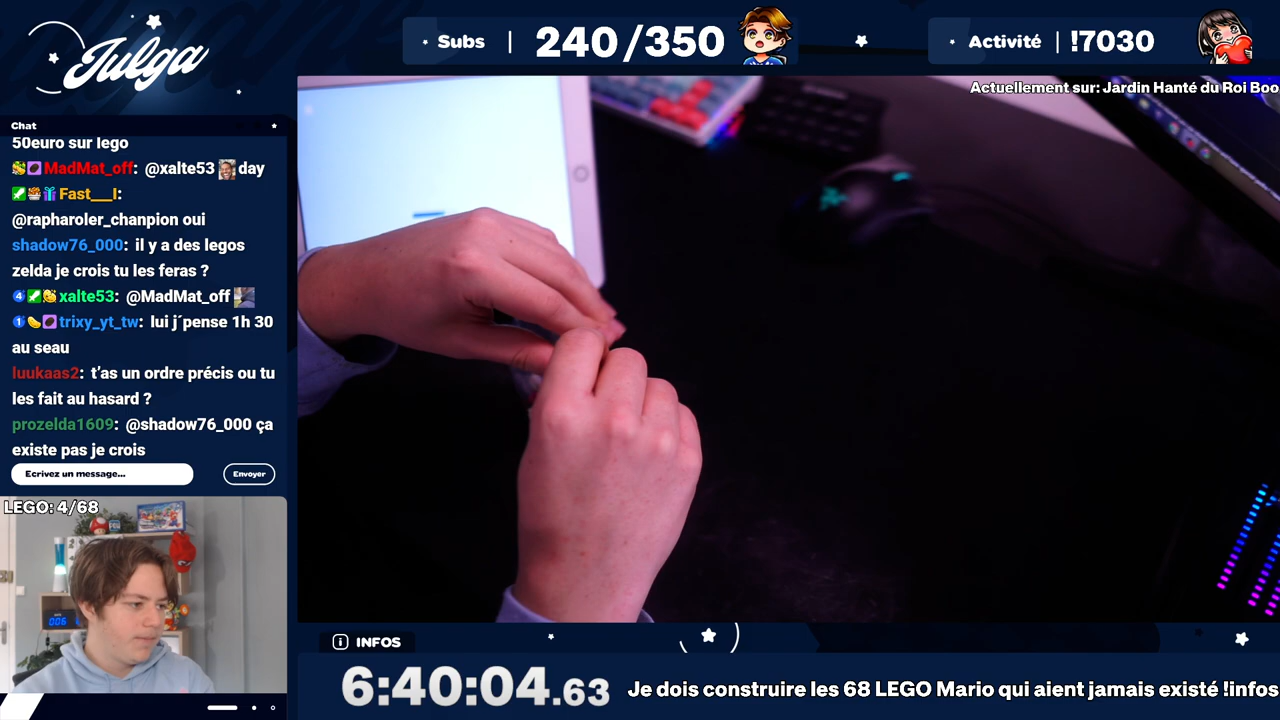 Julga
Subs | 240/350
Activité | !7030
Actuellement sur: Jardin Hanté du Roi Boo
Chat
50euro sur lego
MadMat_off: @xalte53 day
Fast___I:
@rapharoler_chanpion oui
shadow76_000: il y a des legos
zelda je crois tu les feras ?
4 xalte53: @MadMat_off
1 trixy_yt_tw: lui j´pense 1h 30
au seau
luukaas2: t'as un ordre précis ou tu
les fait au hasard ?
prozelda1609: @shadow76_000 ça
existe pas je crois
Ecrivez un message...
Envoyer
LEGO: 4/68
INFOS
6:40:04.63
Je dois construire les 68 LEGO Mario qui aient jamais existé !infos